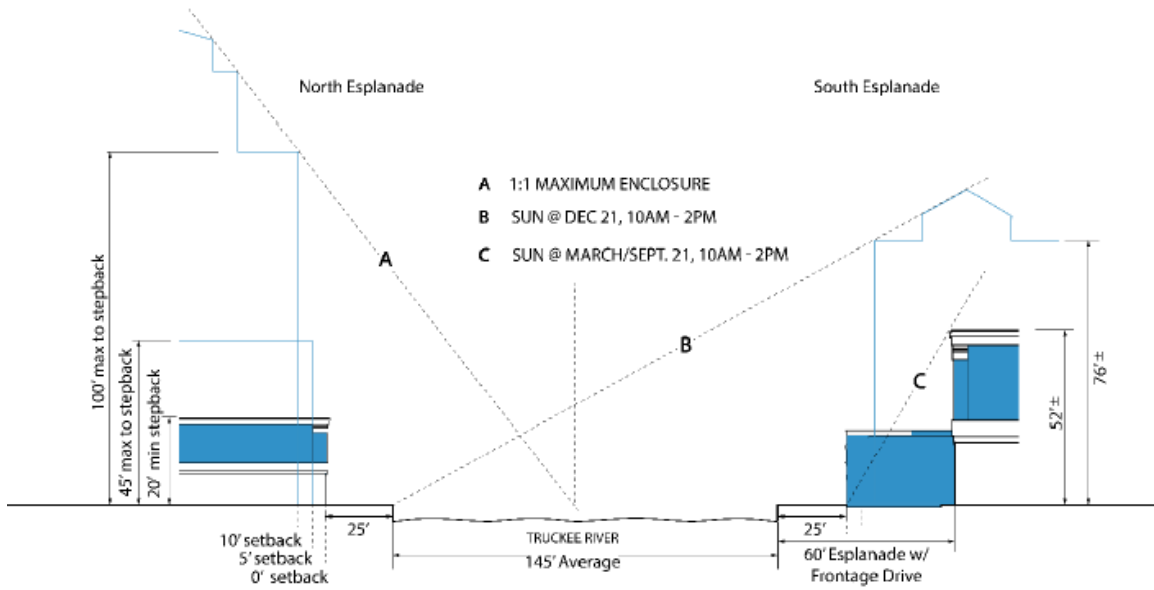 North Esplanade
South Esplanade
A 1:1 MAXIMUM ENCLOSURE
B SUN @ DEC 21, 10AM - 2PM
C SUN @ MARCH/SEPT. 21, 10AM - 2PM
A
B
C
100' max to stepback
45' max to stepback
20' min stepback
52'±
76'±
25'
25'
10' setback
5' setback
0' setback
TRUCKEE RIVER
145' Average
60' Esplanade w/
Frontage Drive